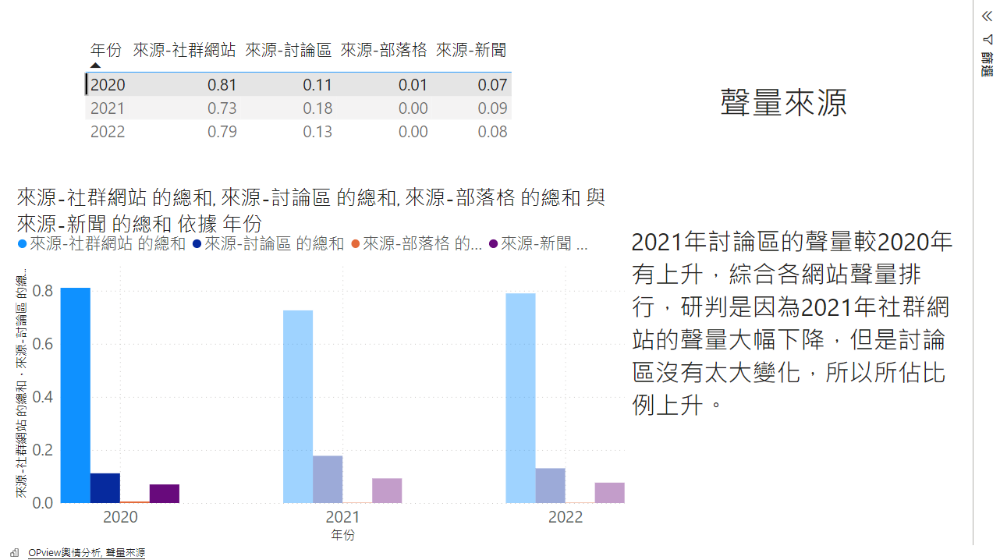 年份 來源-社群網站 來源-討論區 來源-部落格 來源-新聞
2020 0.81 0.11 0.01 0.07
2021 0.73 0.18 0.00 0.09
2022 0.79 0.13 0.00 0.08
聲量來源
篩選
來源-社群網站 的總和, 來源-討論區 的總和, 來源-部落格 的總和 與
來源-新聞 的總和 依據 年份
來源-社群網站 的總和 來源-討論區 的總和 來源-部落格 的... 來源-新聞 ...
來源-社群網站 的總和、來源-討論區 的總...
0.8
0.6
0.4
0.2
0.0
2020 2021 2022
年份
2021年討論區的聲量較2020年
有上升，綜合各網站聲量排
行，研判是因為2021年社群網
站的聲量大幅下降，但是討論
區沒有太大變化，所以所佔比
例上升。
OPview輿情分析, 聲量來源